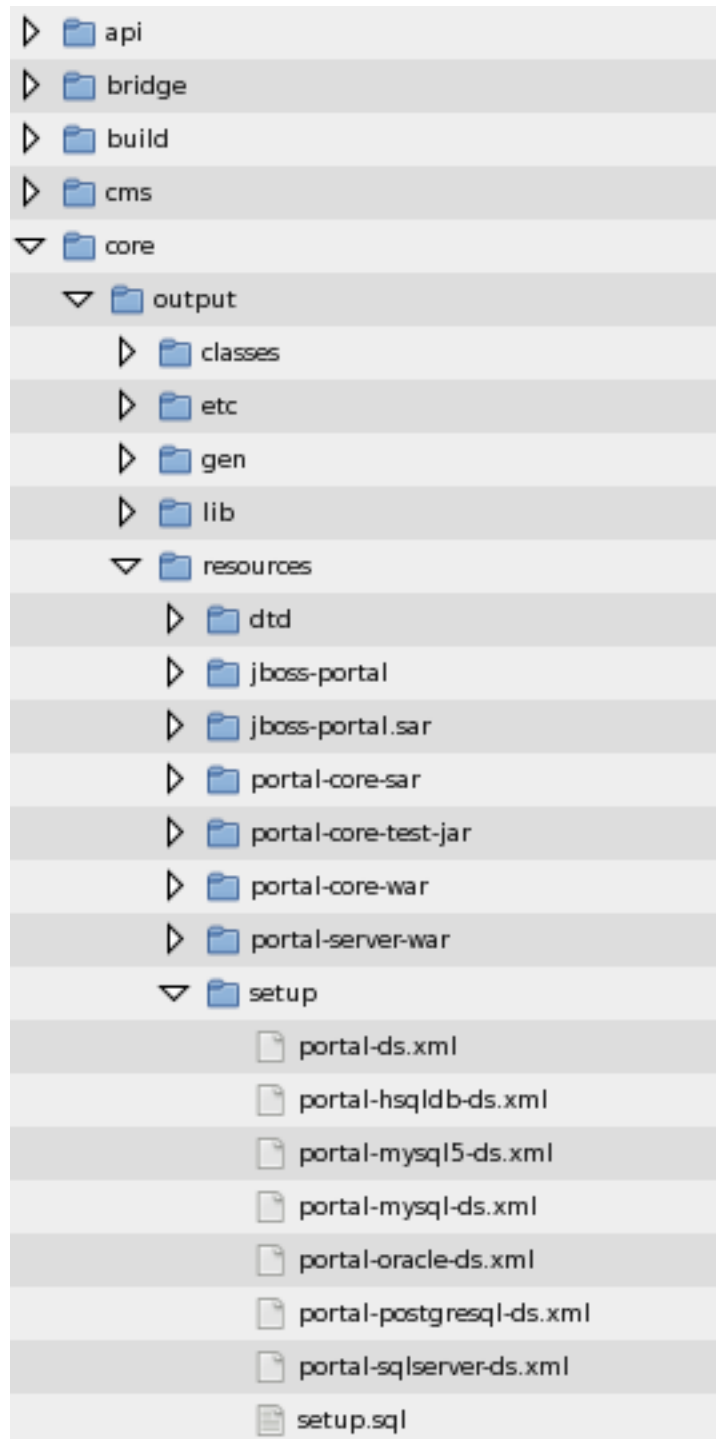 api
bridge
build
cms
core
output
classes
etc
gen
lib
resources
dtd
jboss-portal
jboss-portal.sar
portal-core-sar
portal-core-test-jar
portal-core-war
portal-server-war
setup
portal-ds.xml
portal-hsqldb-ds.xml
portal-mysql5-ds.xml
portal-mysql-ds.xml
portal-oracle-ds.xml
portal-postgresql-ds.xml
portal-sqlserver-ds.xml
setup.sql